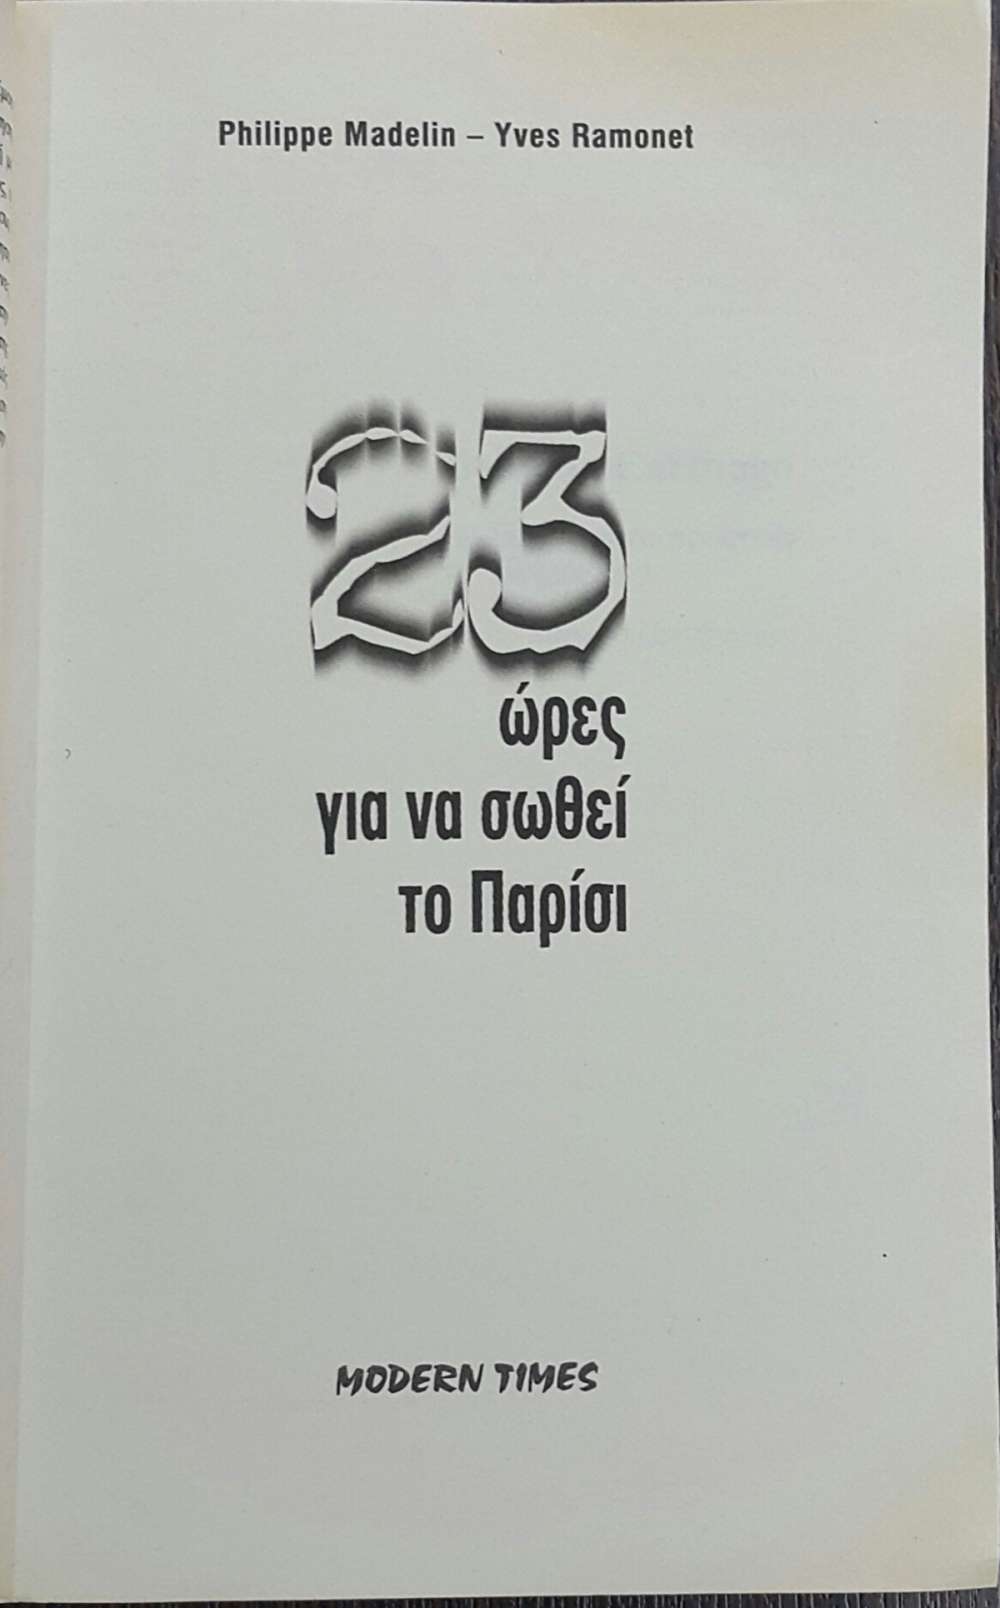 Philippe Madelin – Yves Ramonet
23
ώρες
για να σωθεί
το Παρίσι
MODERN TIMES